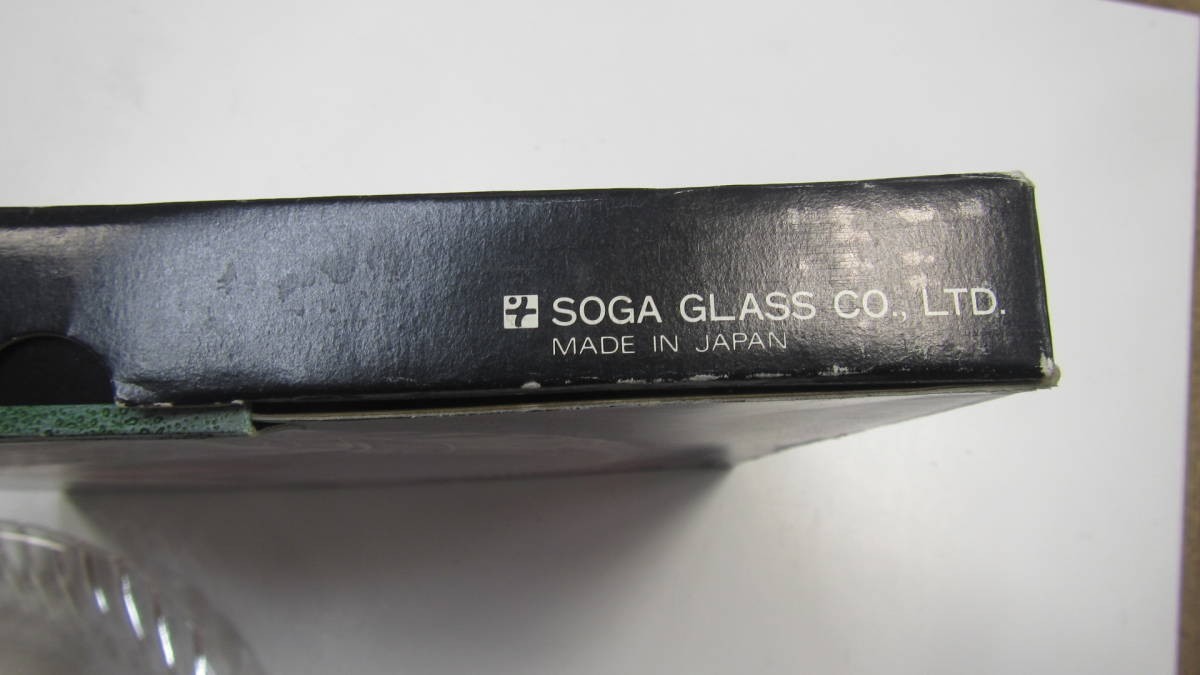 SOGA GLASS CO., LTD.
MADE IN JAPAN